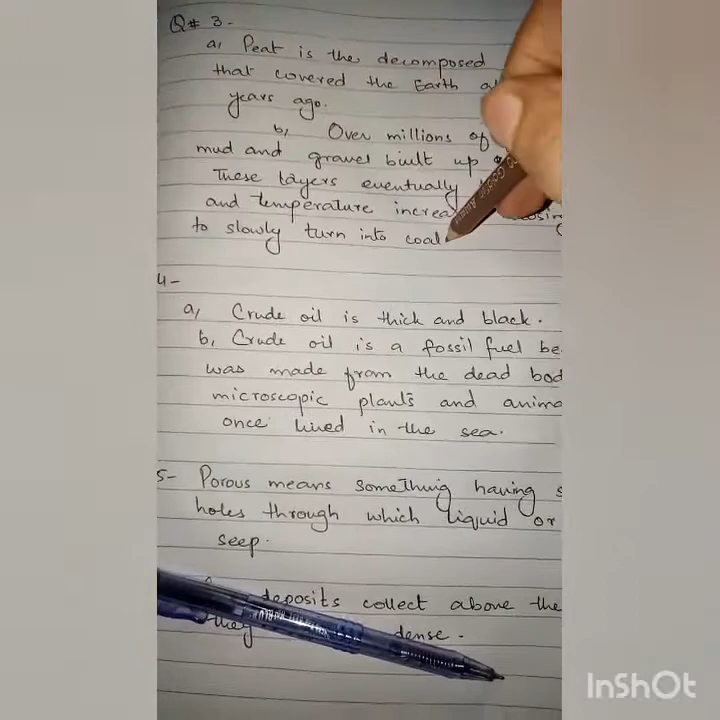 Q# 3-
a, Peat is the decomposed
that covered the Earth
years ago.
b, Over millions of
mud and gravel built up
These layers eventually
and temperature
to slowly turn into coal
4-
a, Crude oil is thick and black.
b, Crude oil is a fossil fuel be
was made from the dead bod
microscopic plants and anima
once lived in the sea.
5- Porous means something having s
holes through which liquid or
seep.
deposits collect above the
they dense.
InShOt